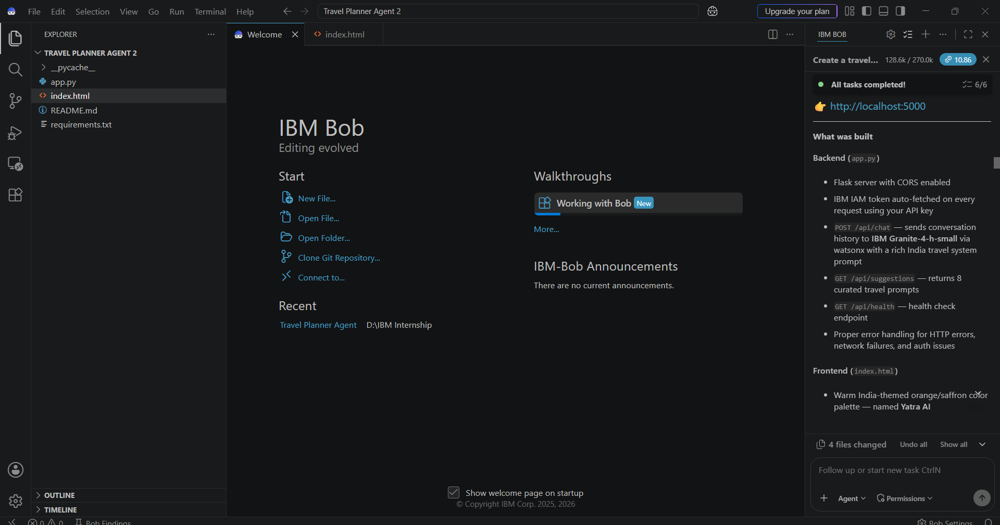 File Edit Selection View Go Run Terminal Help
Travel Planner Agent 2
Upgrade your plan
EXPLORER
TRAVEL PLANNER AGENT 2
__pycache__
app.py
index.html
README.md
requirements.txt
OUTLINE
TIMELINE
Welcome
index.html
IBM Bob
Editing evolved
Start
New File...
Open File...
Open Folder...
Clone Git Repository...
Connect to...
Recent
Travel Planner Agent D:\IBM Internship
Walkthroughs
Working with Bob New
More...
IBM-Bob Announcements
There are no current announcements.
Show welcome page on startup
© Copyright IBM Corp. 2025, 2026
IBM BOB
Create a travel... 128.6k / 270.0k 10.86
All tasks completed! 6/6
👉 http://localhost:5000
What was built
Backend (app.py)
• Flask server with CORS enabled
• IBM IAM token auto-fetched on every
request using your API key
• POST /api/chat — sends conversation
history to IBM Granite-4-h-small via
watsonx with a rich India travel system
prompt
• GET /api/suggestions — returns 8
curated travel prompts
• GET /api/health — health check
endpoint
• Proper error handling for HTTP errors,
network failures, and auth issues
Frontend (index.html)
• Warm India-themed orange/saffron color
palette — named Yatra AI
4 files changed Undo all Show all
Follow up or start new task CtrlN
Agent Permissions
0 0 Bob Findings
Bob Settings